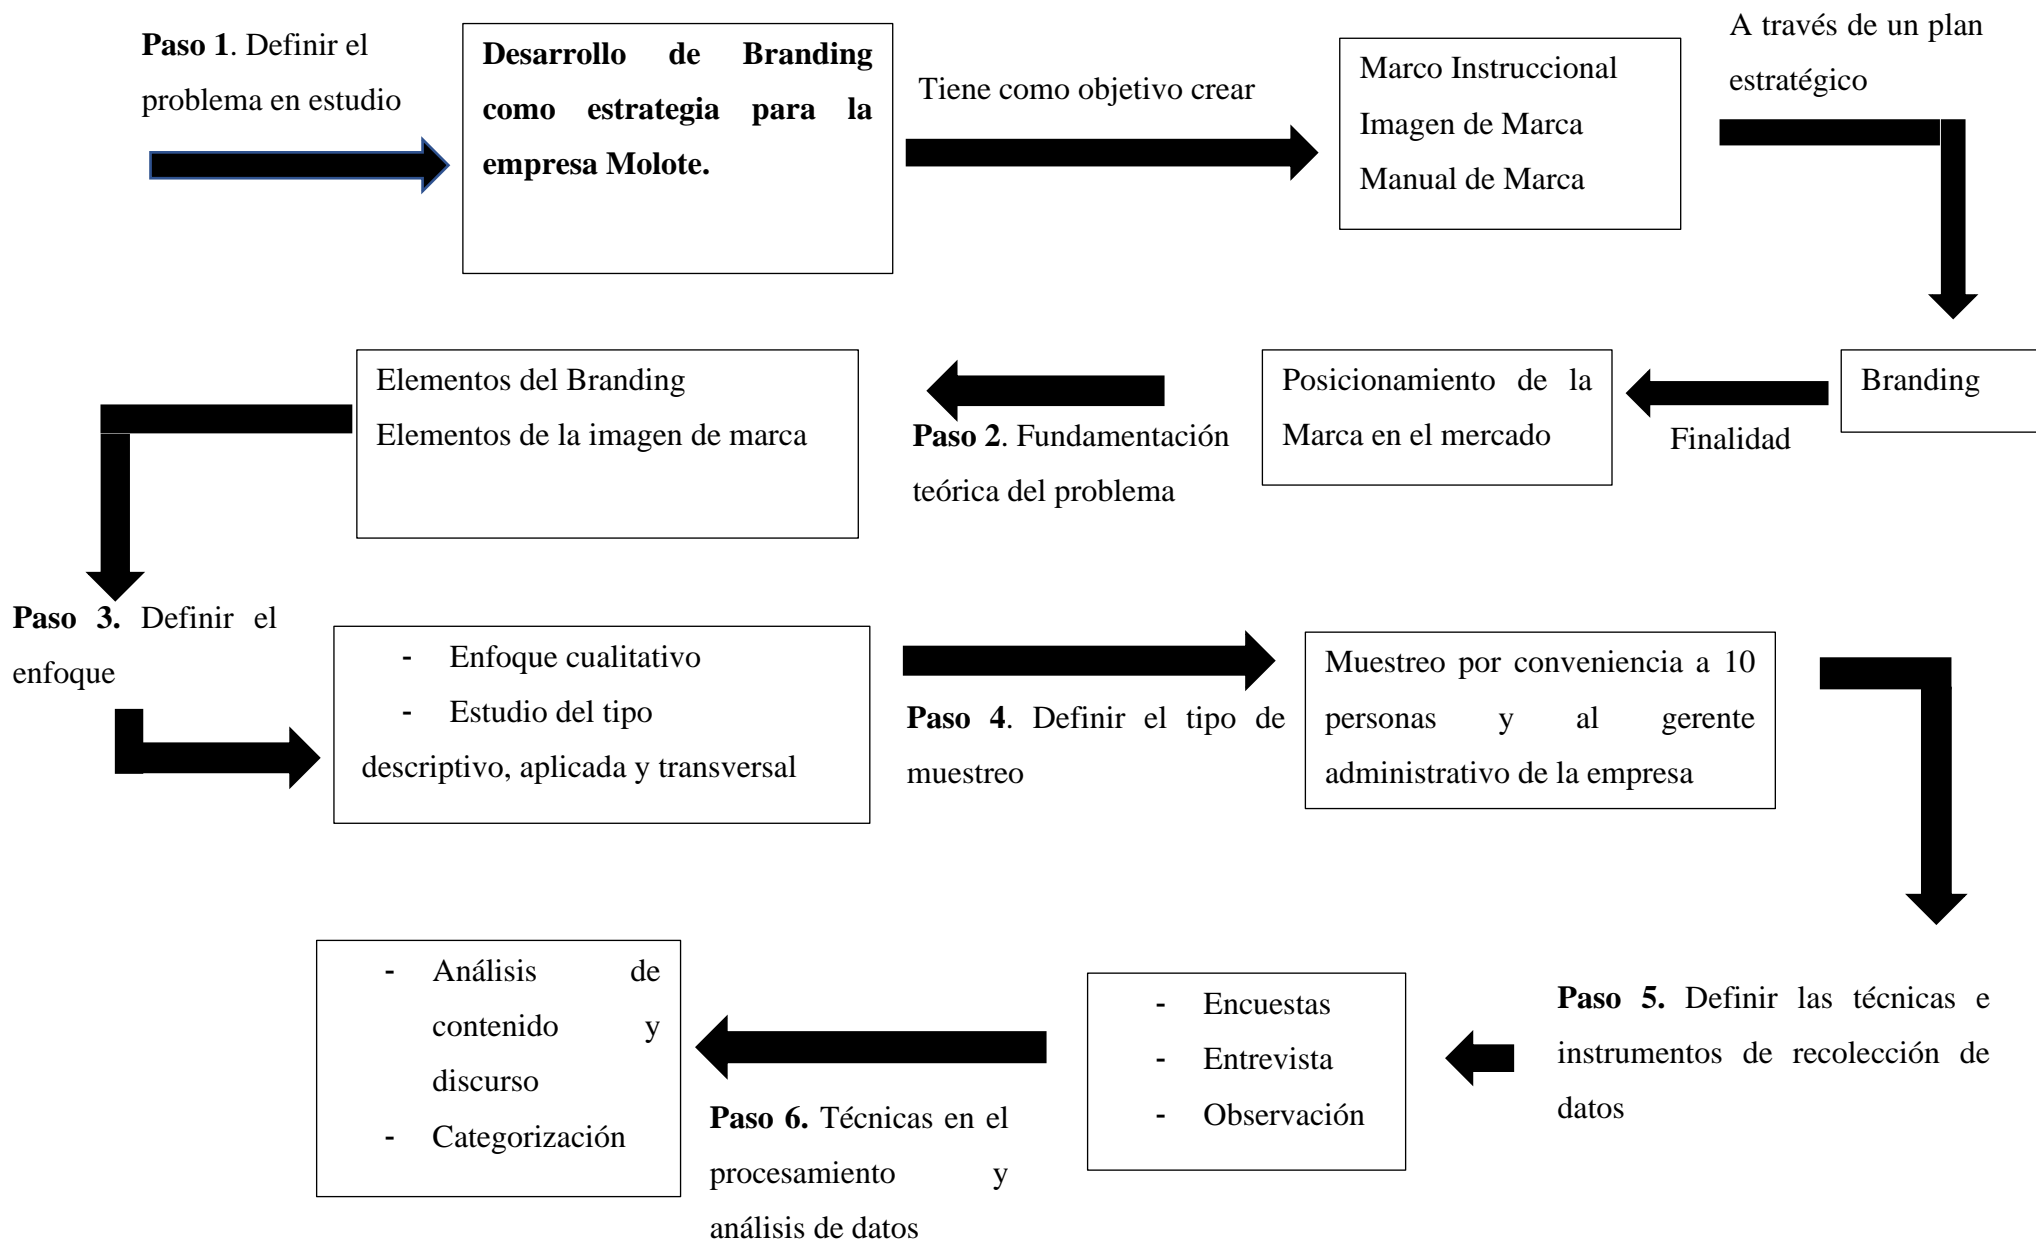 Paso 1. Definir el
problema en estudio
Desarrollo de Branding
como estrategia para la
empresa Molote.
Tiene como objetivo crear
Marco Instruccional
Imagen de Marca
Manual de Marca
A través de un plan
estratégico
Branding
Finalidad
Posicionamiento de la
Marca en el mercado
Paso 2. Fundamentación
teórica del problema
Elementos del Branding
Elementos de la imagen de marca
Paso 3. Definir el
enfoque
- Enfoque cualitativo
- Estudio del tipo
descriptivo, aplicada y transversal
Paso 4. Definir el tipo de
muestreo
Muestreo por conveniencia a 10
personas y al gerente
administrativo de la empresa
Paso 5. Definir las técnicas e
instrumentos de recolección de
datos
- Encuestas
- Entrevista
- Observación
Paso 6. Técnicas en el
procesamiento y
análisis de datos
- Análisis de
contenido y
discurso
- Categorización